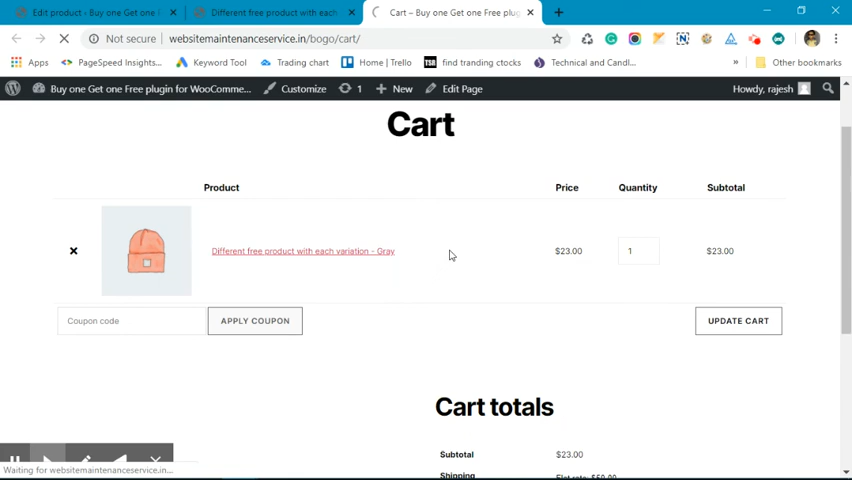 Edit product ‹ Buy one Get one F
Different free product with each
Cart – Buy one Get one Free plug
Not secure
websitemaintenanceservice.in/bogo/cart/
Apps
PageSpeed Insights...
Keyword Tool
Trading chart
Home | Trello
TSR
find tranding ctocks
Technical and Candl...
»
Other bookmarks
Buy one Get one Free plugin for WooComme...
Customize
1
New
Edit Page
Howdy, rajesh
Cart
Product
Price
Quantity
Subtotal
Different free product with each variation - Gray
$23.00
1
$23.00
Coupon code
APPLY COUPON
UPDATE CART
Cart totals
Subtotal
$23.00
Shipping
Flat rate:
Waiting for websitemaintenanceservice.in...